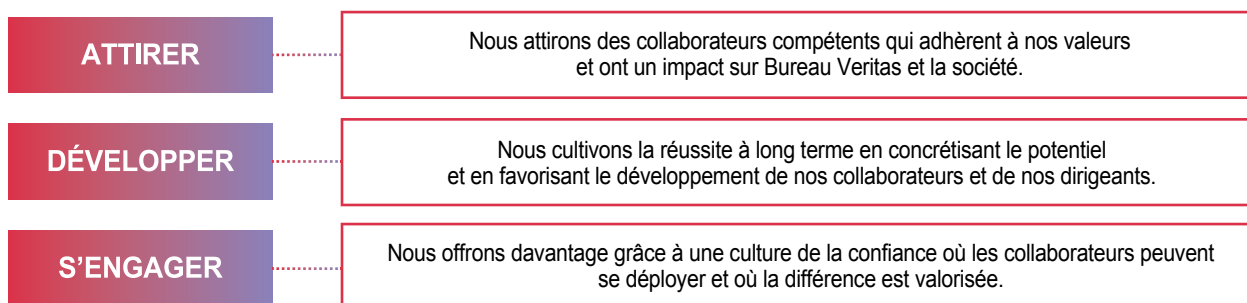 ATTIRER
Nous attirons des collaborateurs compétents qui adhèrent à nos valeurs
et ont un impact sur Bureau Veritas et la société.
DÉVELOPPER
Nous cultivons la réussite à long terme en concrétisant le potentiel
et en favorisant le développement de nos collaborateurs et de nos dirigeants.
S’ENGAGER
Nous offrons davantage grâce à une culture de la confiance où les collaborateurs peuvent
se déployer et où la différence est valorisée.